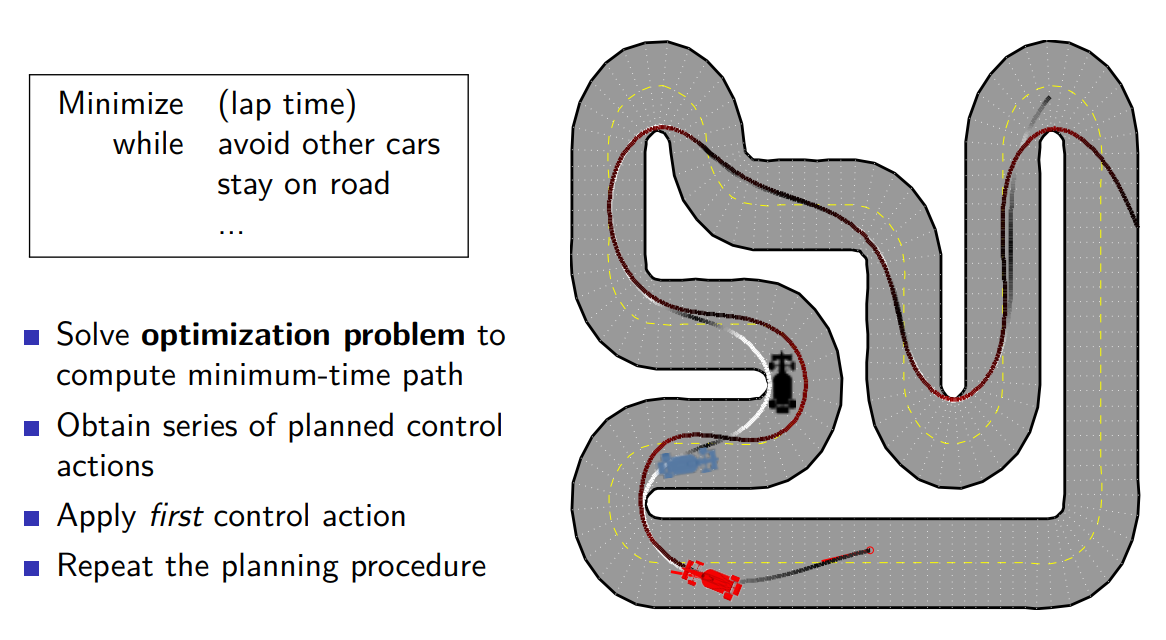 Minimize (lap time)
while avoid other cars
stay on road
...
Solve optimization problem to
compute minimum-time path
Obtain series of planned control
actions
Apply first control action
Repeat the planning procedure